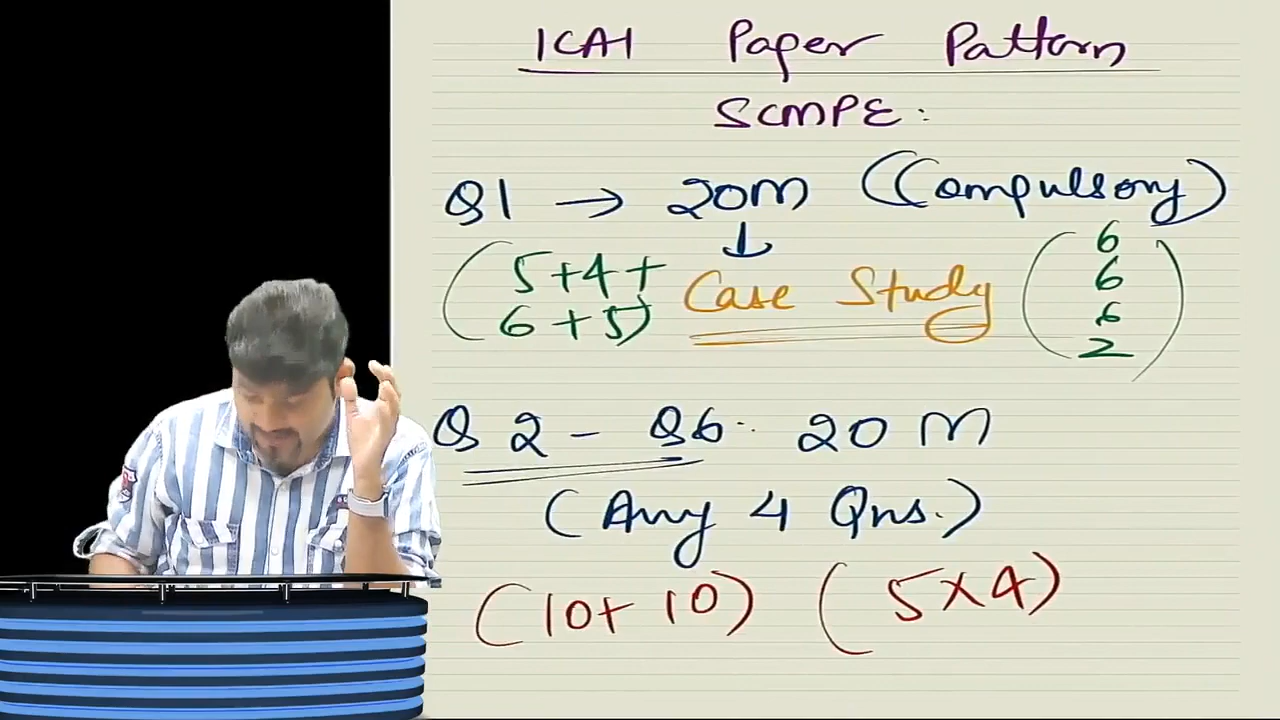 ICAI Paper Pattern
SCMPE:
Q1 → 20M (Compulsory)
↓
(5+4+
6+5)
Case Study
(6
6
6
2)
Q2 - Q6. 20M
(Any 4 Qns.)
(10+10) (5x4)